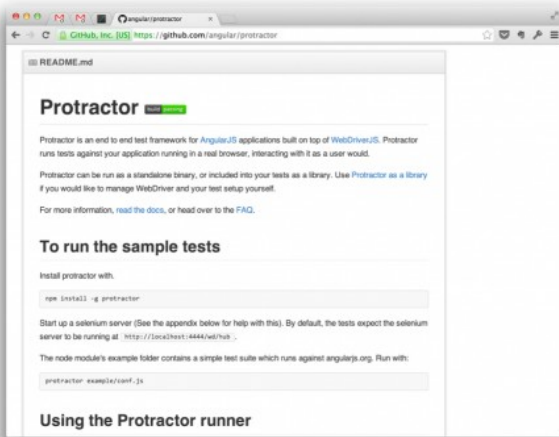 angular/protractor
GitHub, Inc. [US] https://github.com/angular/protractor
README.md
Protractor build passing
Protractor is an end to end test framework for AngularJS applications built on top of WebDriverJS. Protractor
runs tests against your application running in a real browser, interacting with it as a user would.
Protractor can be run as a standalone binary, or included into your tests as a library. Use Protractor as a library
if you would like to manage WebDriver and your test setup yourself.
For more information, read the docs, or head over to the FAQ.
To run the sample tests
Install protractor with.
npm install -g protractor
Start up a selenium server (See the appendix below for help with this). By default, the tests expect the selenium
server to be running at http://localhost:4444/wd/hub .
The node module's example folder contains a simple test suite which runs against angularjs.org. Run with:
protractor example/conf.js
Using the Protractor runner